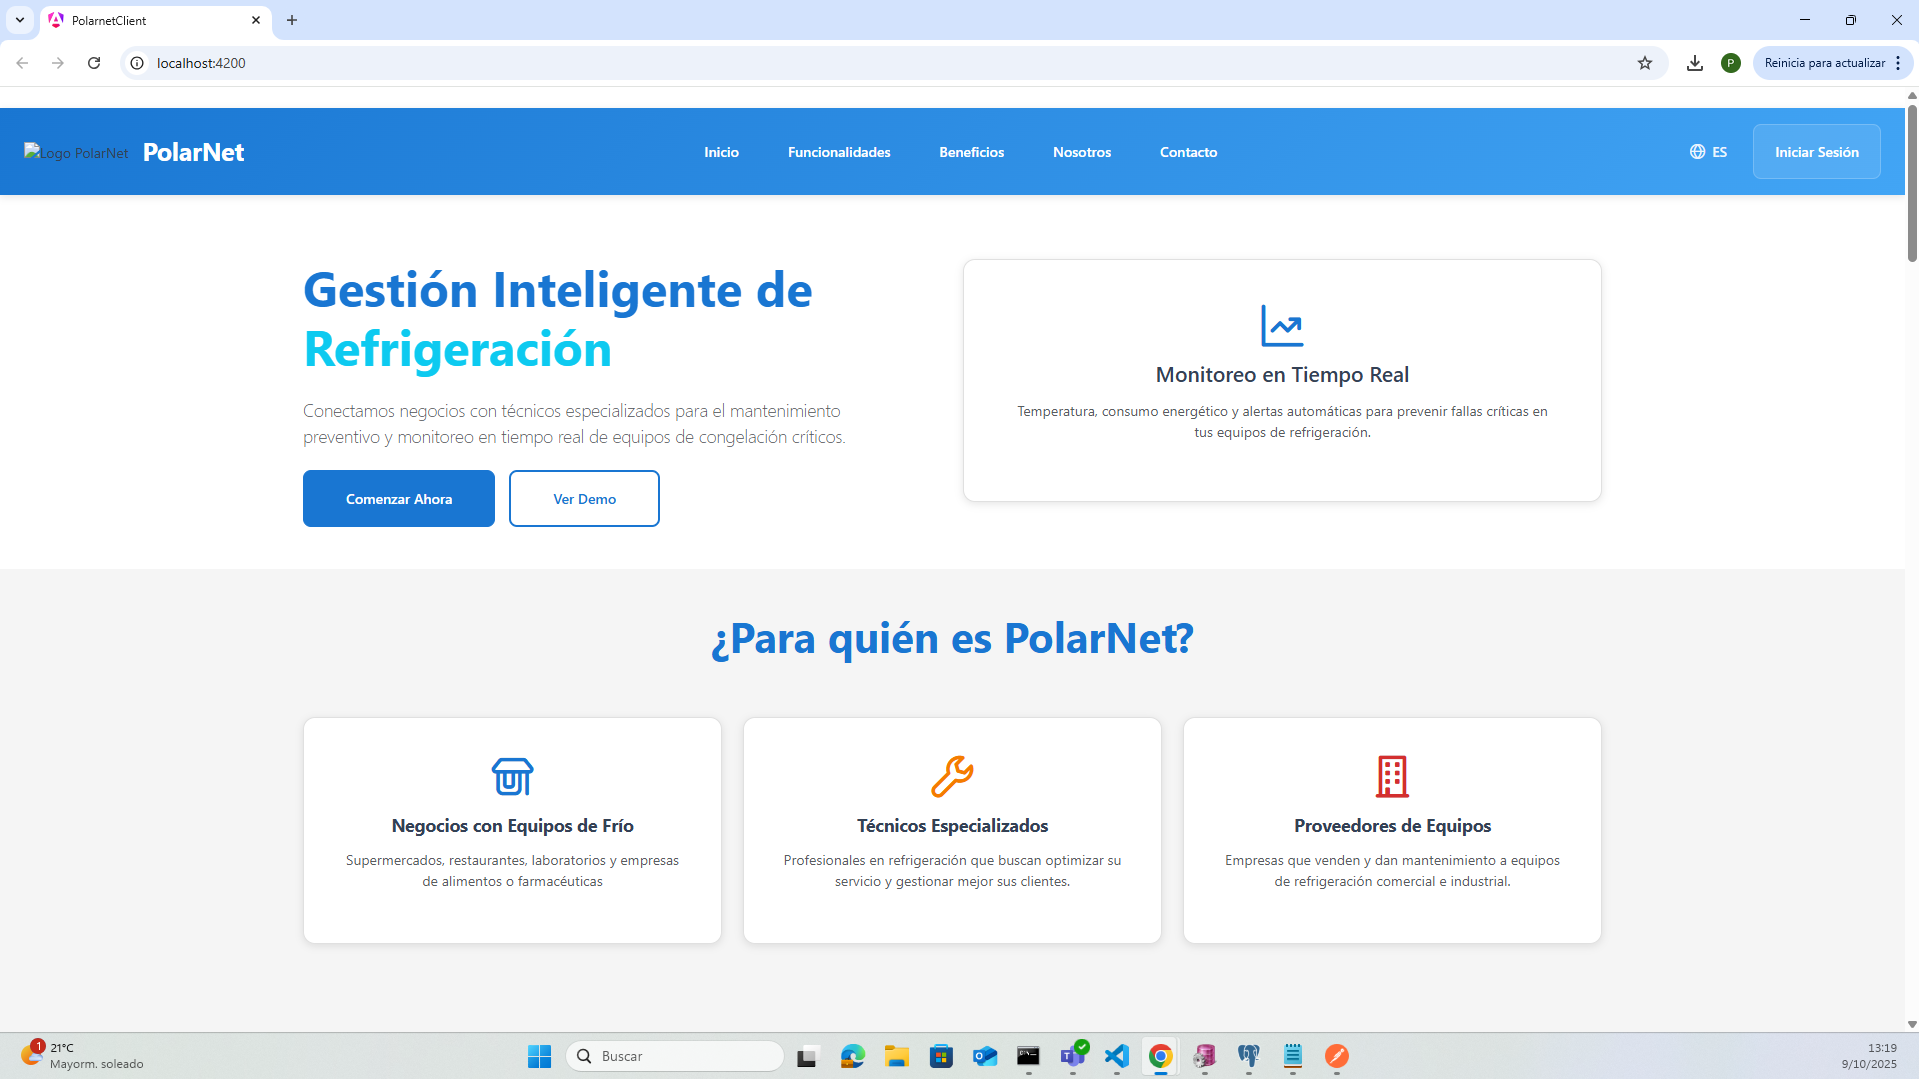 PolarnetClient
localhost:4200
P
Reinicia para actualizar
Logo PolarNet
PolarNet
Inicio
Funcionalidades
Beneficios
Nosotros
Contacto
ES
Iniciar Sesión
Gestión Inteligente de
Refrigeración
Conectamos negocios con técnicos especializados para el mantenimiento
preventivo y monitoreo en tiempo real de equipos de congelación críticos.
Comenzar Ahora
Ver Demo
Monitoreo en Tiempo Real
Temperatura, consumo energético y alertas automáticas para prevenir fallas críticas en
tus equipos de refrigeración.
¿Para quién es PolarNet?
Negocios con Equipos de Frío
Supermercados, restaurantes, laboratorios y empresas
de alimentos o farmacéuticas
Técnicos Especializados
Profesionales en refrigeración que buscan optimizar su
servicio y gestionar mejor sus clientes.
Proveedores de Equipos
Empresas que venden y dan mantenimiento a equipos
de refrigeración comercial e industrial.
1
21°C
Mayorm. soleado
Buscar
13:19
9/10/2025